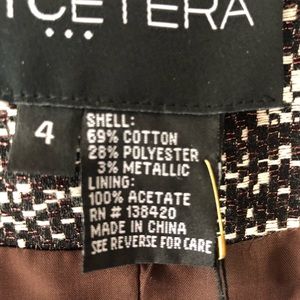 TCETERA
4
SHELL:
69% COTTON
28% POLYESTER
3% METALLIC
LINING:
100% ACETATE
RN # 138420
MADE IN CHINA
SEE REVERSE FOR CARE